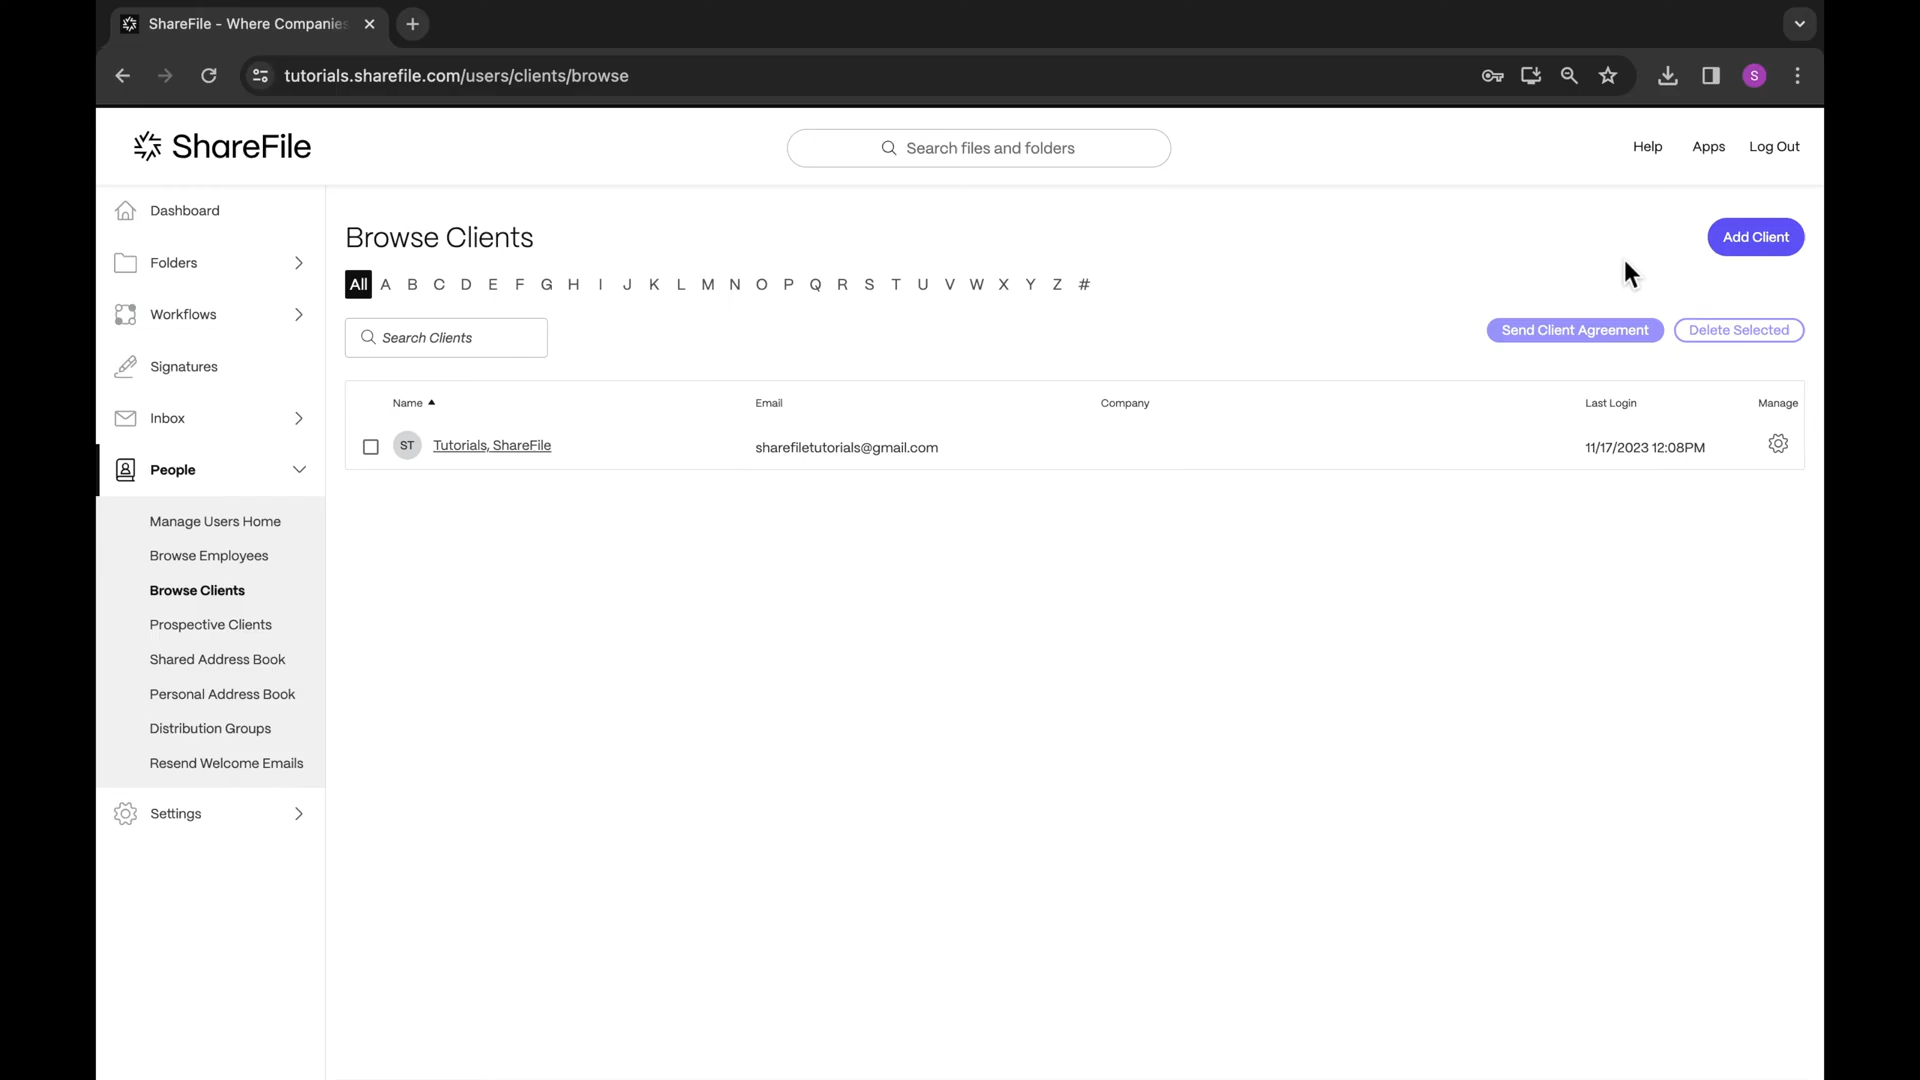 ShareFile - Where Companies
tutorials.sharefile.com/users/clients/browse
S
ShareFile
Search files and folders
Help Apps Log Out
Dashboard
Folders
Workflows
Signatures
Inbox
People
Manage Users Home
Browse Employees
Browse Clients
Prospective Clients
Shared Address Book
Personal Address Book
Distribution Groups
Resend Welcome Emails
Settings
Browse Clients
Add Client
All A B C D E F G H I J K L M N O P Q R S T U V W X Y Z #
Search Clients
Send Client Agreement Delete Selected
Name Email Company Last Login Manage
ST Tutorials, ShareFile sharefiletutorials@gmail.com 11/17/2023 12:08PM